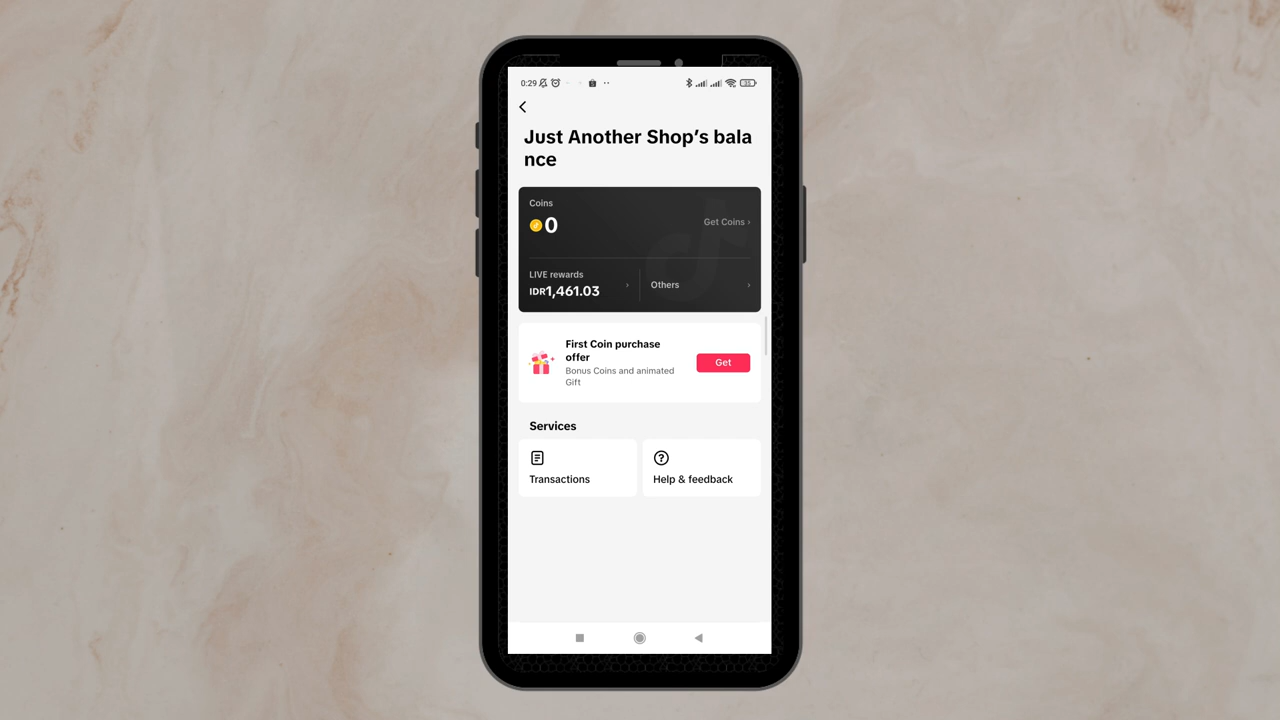 0:29
35
Just Another Shop's bala
nce
Coins
0
Get Coins ›
LIVE rewards
IDR1,461.03 ›
Others ›
First Coin purchase
offer
Bonus Coins and animated
Gift
Get
Services
Transactions
Help & feedback